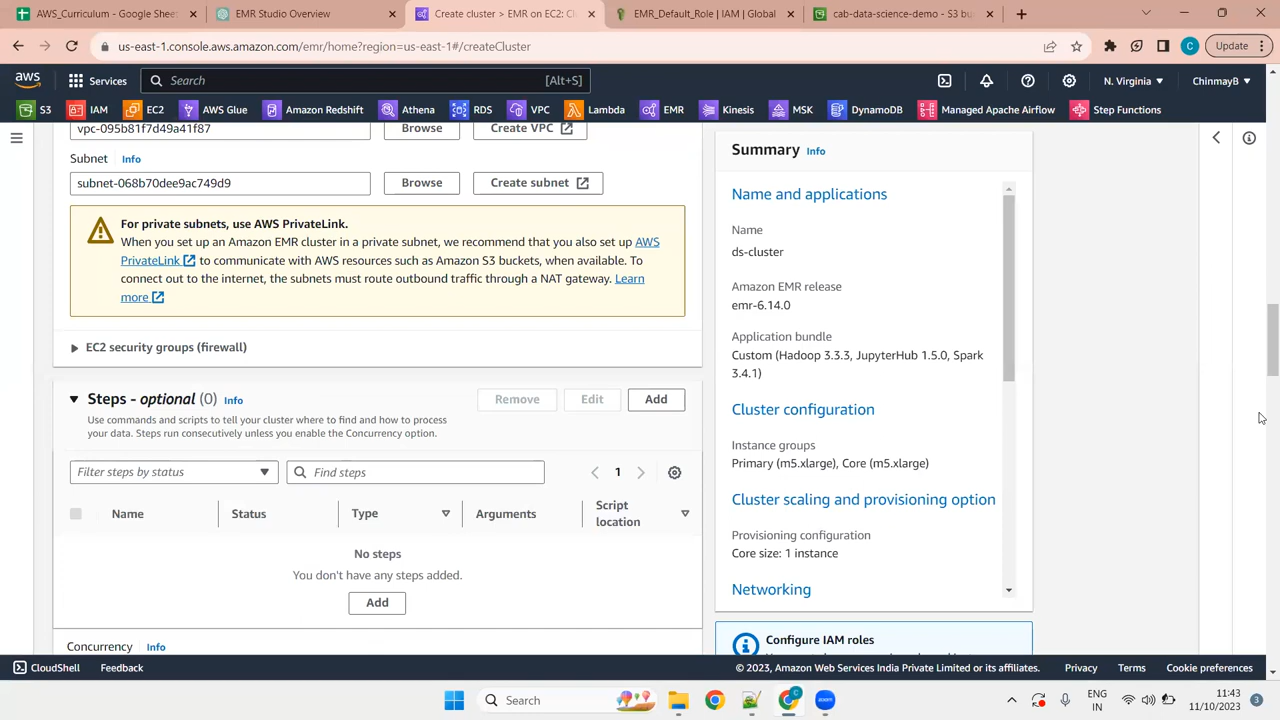 AWS_Curriculum - Google Sheet
EMR Studio Overview
Create cluster > EMR on EC2: Cl
EMR_Default_Role | IAM | Global
cab-data-science-demo - S3 bu
us-east-1.console.aws.amazon.com/emr/home?region=us-east-1#/createCluster
C
Update
aws
Services
Search
[Alt+S]
N. Virginia
ChinmayB
S3
IAM
EC2
AWS Glue
Amazon Redshift
Athena
RDS
VPC
Lambda
EMR
Kinesis
MSK
DynamoDB
Managed Apache Airflow
Step Functions
vpc-095b81f7d49a41f87
Browse
Create VPC
Subnet Info
subnet-068b70dee9ac749d9
Browse
Create subnet
For private subnets, use AWS PrivateLink.
When you set up an Amazon EMR cluster in a private subnet, we recommend that you also set up AWS
PrivateLink to communicate with AWS resources such as Amazon S3 buckets, when available. To
connect out to the internet, the subnets must route outbound traffic through a NAT gateway. Learn
more
EC2 security groups (firewall)
Steps - optional (0) Info
Remove
Edit
Add
Use commands and scripts to tell your cluster where to find and how to process
your data. Steps run consecutively unless you enable the Concurrency option.
Filter steps by status
Find steps
1
Name
Status
Type
Arguments
Script
location
No steps
You don't have any steps added.
Add
Concurrency Info
Summary Info
Name and applications
Name
ds-cluster
Amazon EMR release
emr-6.14.0
Application bundle
Custom (Hadoop 3.3.3, JupyterHub 1.5.0, Spark
3.4.1)
Cluster configuration
Instance groups
Primary (m5.xlarge), Core (m5.xlarge)
Cluster scaling and provisioning option
Provisioning configuration
Core size: 1 instance
Networking
Configure IAM roles
CloudShell
Feedback
© 2023, Amazon Web Services India Private Limited or its affiliates.
Privacy
Terms
Cookie preferences
Search
zoom
ENG
IN
11:43
11/10/2023
3